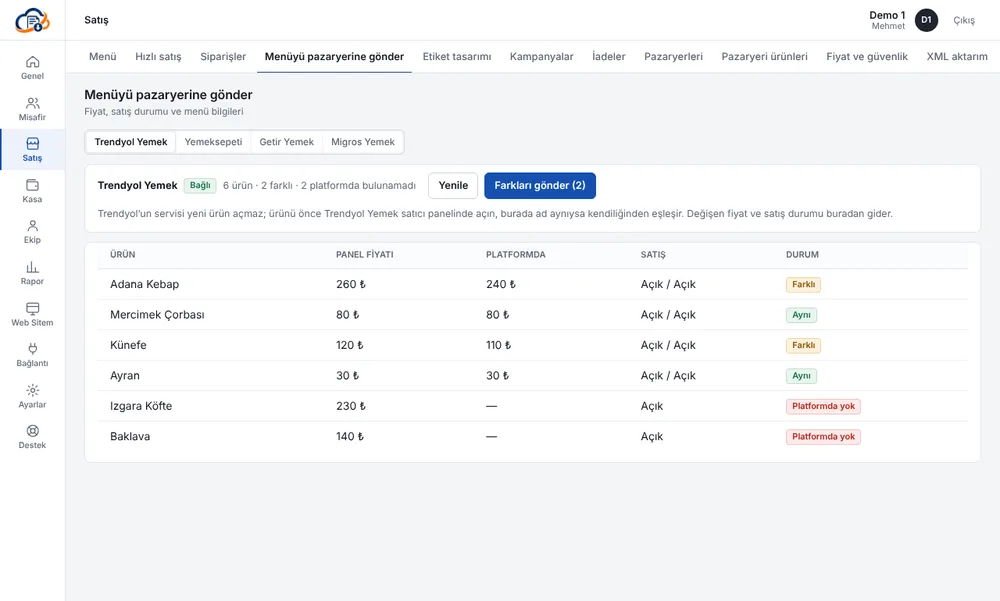 Satış
Demo 1
Mehmet
D1
Çıkış
Genel
Misafir
Satış
Kasa
Ekip
Rapor
Web Sitem
Bağlantı
Ayarlar
Destek
Menü Hızlı satış Siparişler Menüyü pazaryerine gönder Etiket tasarımı Kampanyalar İadeler Pazaryerleri Pazaryeri ürünleri Fiyat ve güvenlik XML aktarım
Menüyü pazaryerine gönder
Fiyat, satış durumu ve menü bilgileri
Trendyol Yemek Yemeksepeti Getir Yemek Migros Yemek
Trendyol Yemek Bağlı 6 ürün · 2 farklı · 2 platformda bulunamadı Yenile Farkları gönder (2)
Trendyol'un servisi yeni ürün açmaz; ürünü önce Trendyol Yemek satıcı panelinde açın, burada ad aynıysa kendiliğinden eşleşir. Değişen fiyat ve satış durumu buradan gider.
ÜRÜN PANEL FİYATI PLATFORMDA SATIŞ DURUM
Adana Kebap 260 ₺ 240 ₺ Açık / Açık Farklı
Mercimek Çorbası 80 ₺ 80 ₺ Açık / Açık Aynı
Künefe 120 ₺ 110 ₺ Açık / Açık Farklı
Ayran 30 ₺ 30 ₺ Açık / Açık Aynı
Izgara Köfte 230 ₺ — Açık Platformda yok
Baklava 140 ₺ — Açık Platformda yok